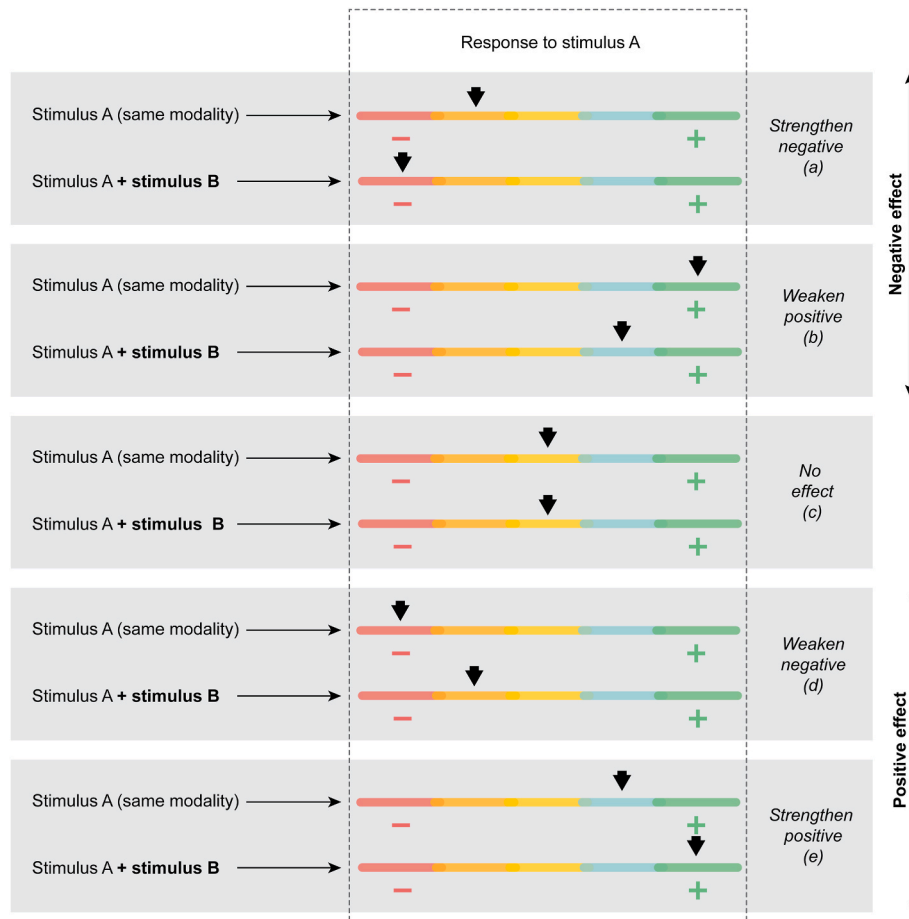 Response to stimulus A
Stimulus A (same modality)
− +
Stimulus A + stimulus B
− +
Strengthen
negative
(a)
Stimulus A (same modality)
− +
Stimulus A + stimulus B
− +
Weaken
positive
(b)
Negative effect
Stimulus A (same modality)
− +
Stimulus A + stimulus B
− +
No
effect
(c)
Stimulus A (same modality)
− +
Stimulus A + stimulus B
− +
Weaken
negative
(d)
Stimulus A (same modality)
− +
Stimulus A + stimulus B
− +
Strengthen
positive
(e)
Positive effect